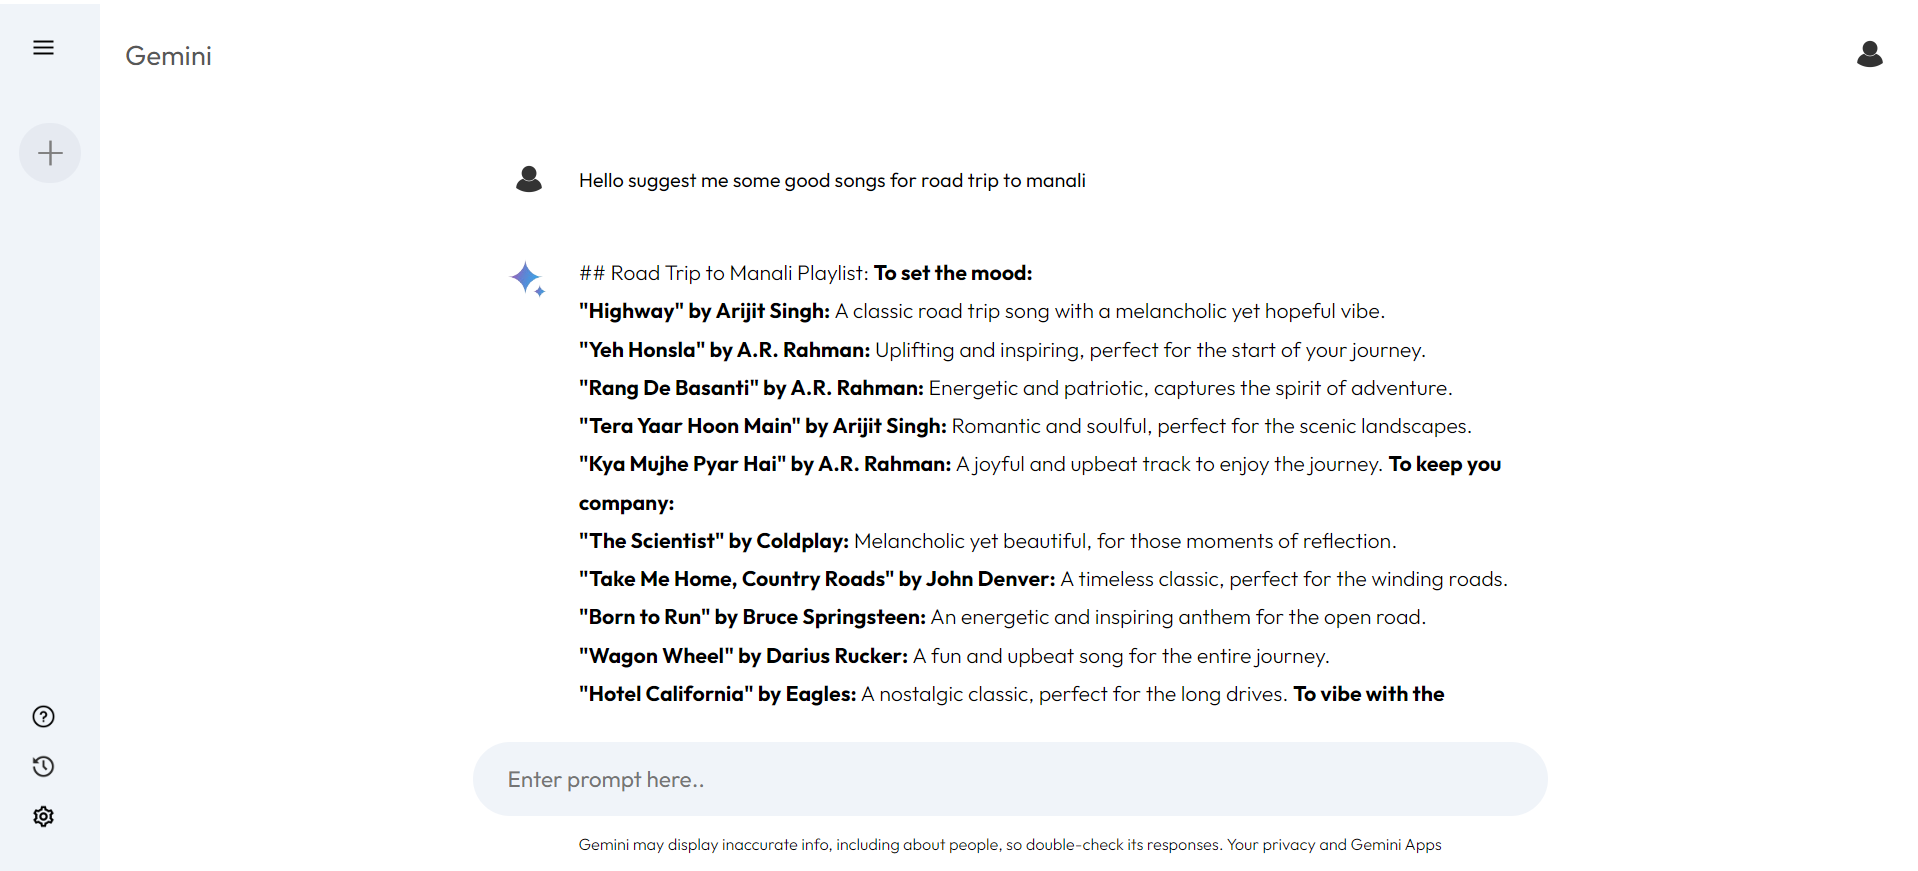 Gemini
Hello suggest me some good songs for road trip to manali
## Road Trip to Manali Playlist: To set the mood:
"Highway" by Arijit Singh: A classic road trip song with a melancholic yet hopeful vibe.
"Yeh Honsla" by A.R. Rahman: Uplifting and inspiring, perfect for the start of your journey.
"Rang De Basanti" by A.R. Rahman: Energetic and patriotic, captures the spirit of adventure.
"Tera Yaar Hoon Main" by Arijit Singh: Romantic and soulful, perfect for the scenic landscapes.
"Kya Mujhe Pyar Hai" by A.R. Rahman: A joyful and upbeat track to enjoy the journey. To keep you
company:
"The Scientist" by Coldplay: Melancholic yet beautiful, for those moments of reflection.
"Take Me Home, Country Roads" by John Denver: A timeless classic, perfect for the winding roads.
"Born to Run" by Bruce Springsteen: An energetic and inspiring anthem for the open road.
"Wagon Wheel" by Darius Rucker: A fun and upbeat song for the entire journey.
"Hotel California" by Eagles: A nostalgic classic, perfect for the long drives. To vibe with the
Enter prompt here..
Gemini may display inaccurate info, including about people, so double-check its responses. Your privacy and Gemini Apps